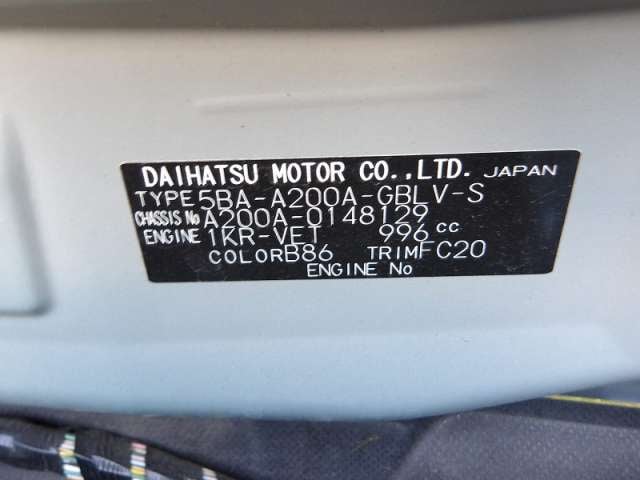 DAIHATSU MOTOR CO.,LTD. JAPAN
TYPE 5BA-A200A-GBLV-S
CHASSIS No A200A-0148129
ENGINE 1KR-VET 996 cc
COLOR B86 TRIM FC20
ENGINE No